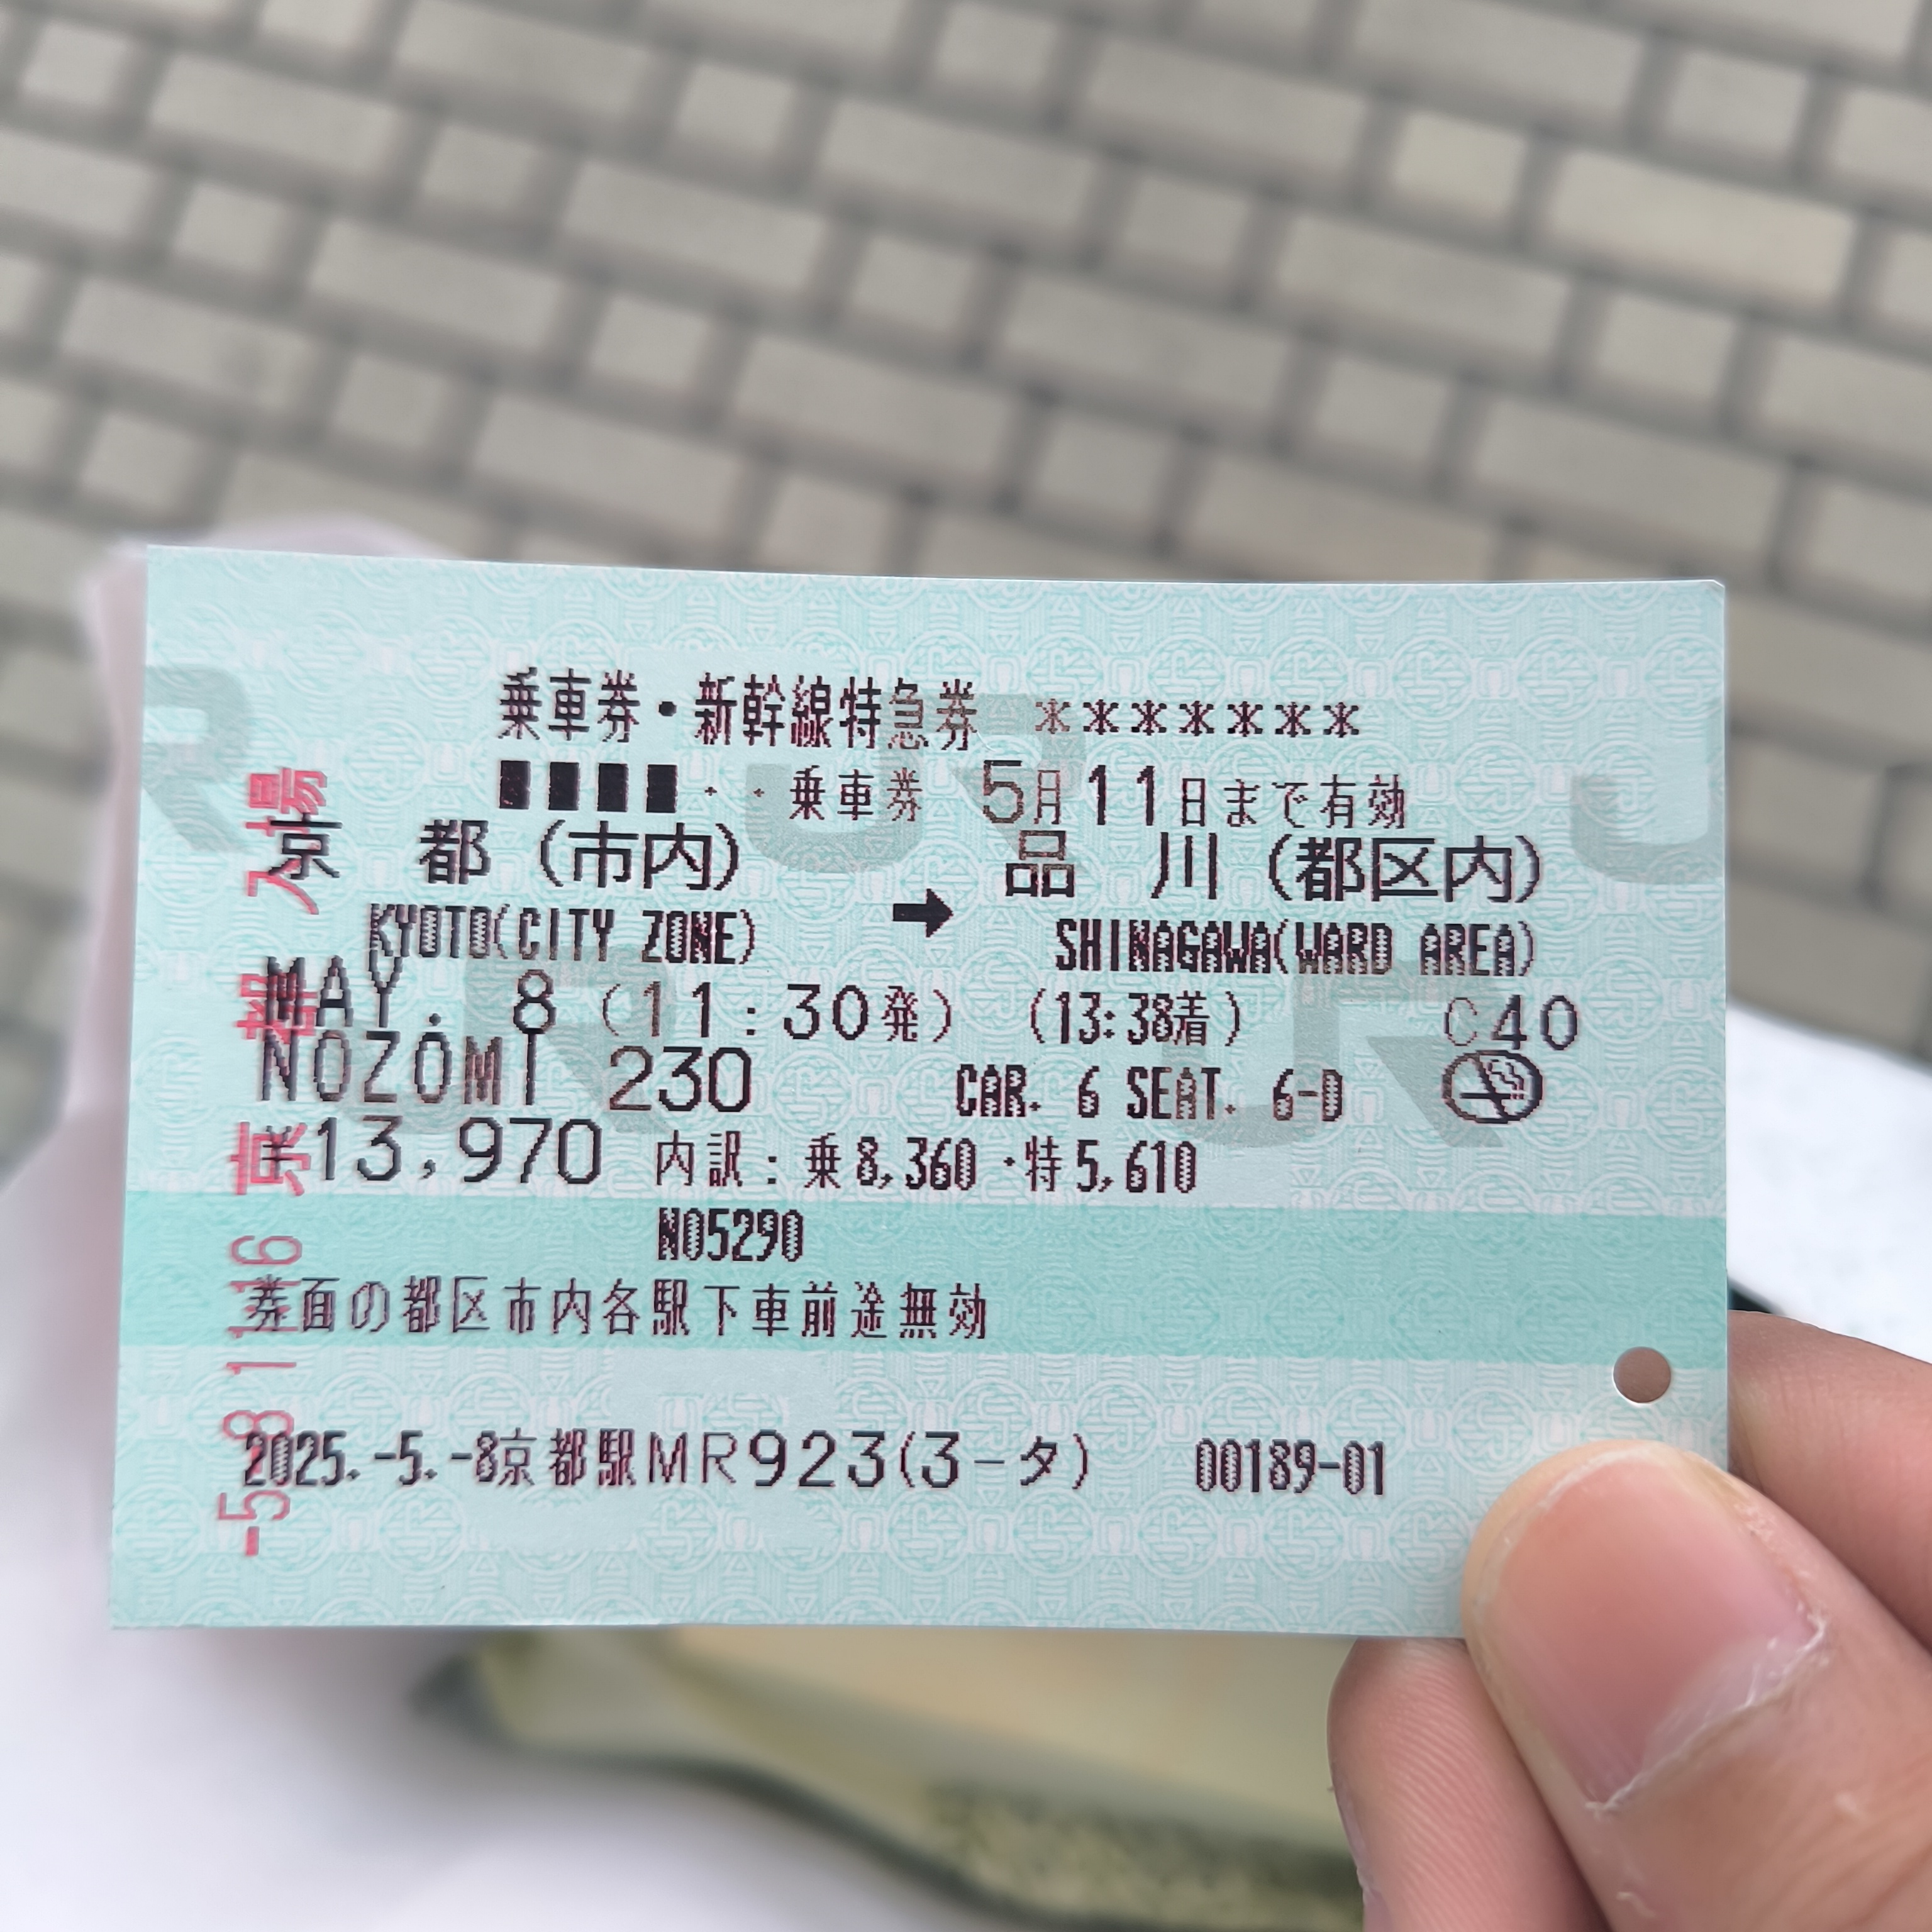 乗車券・新幹線特急券 *******
■■■■・・乗車券 5月11日まで有効
京 都(市内) ➡ 品 川(都区内)
KYOTO(CITY ZONE) SHINAGAWA(WARD AREA)
MAY. 8 (11:30発) (13:38着) C40
NOZOMI 230 CAR. 6 SEAT. 6-D
¥13,970 内訳:乗8,360・特5,610
N05290
券面の都区市内各駅下車前途無効
2025.-5.-8京都駅MR923(3-タ) 00189-01
-5.-8 11:16 京都 入場
JR